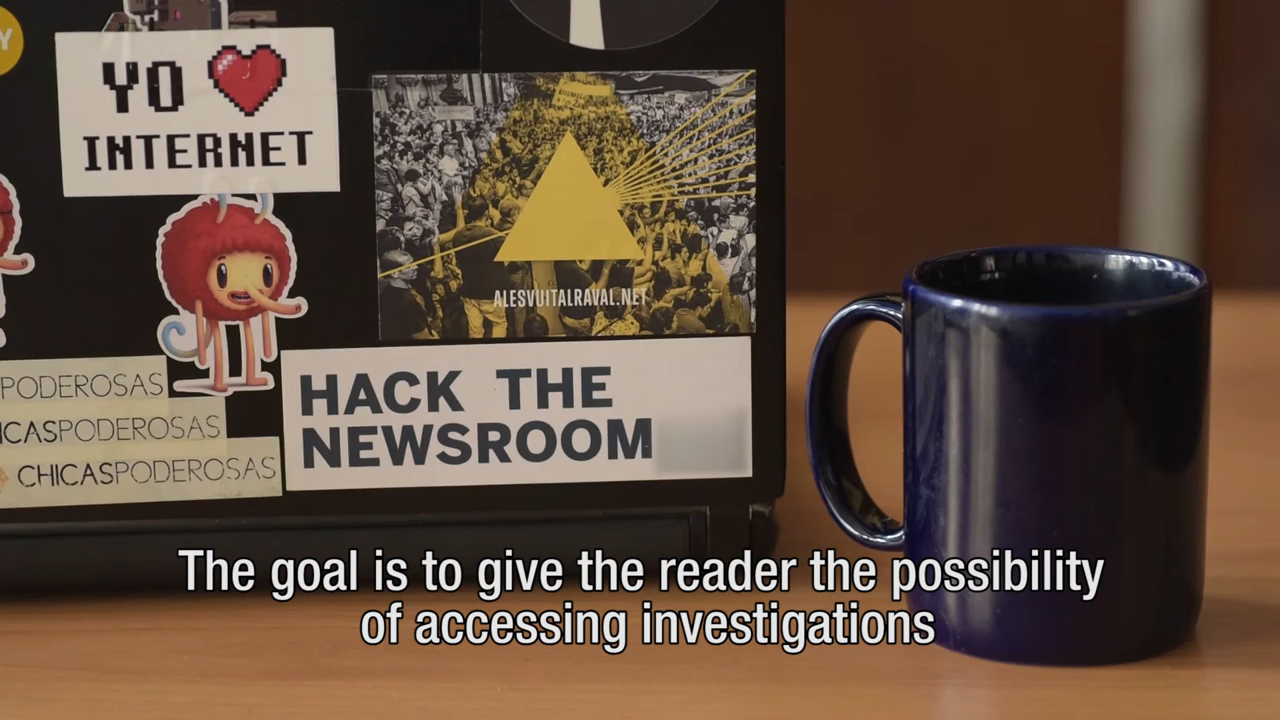 Y
YO
INTERNET
ALESVUITALRAVAL.NET
PODEROSAS
ICASPODEROSAS
CHICASPODEROSAS
HACK THE
NEWSROOM
The goal is to give the reader the possibility
of accessing investigations